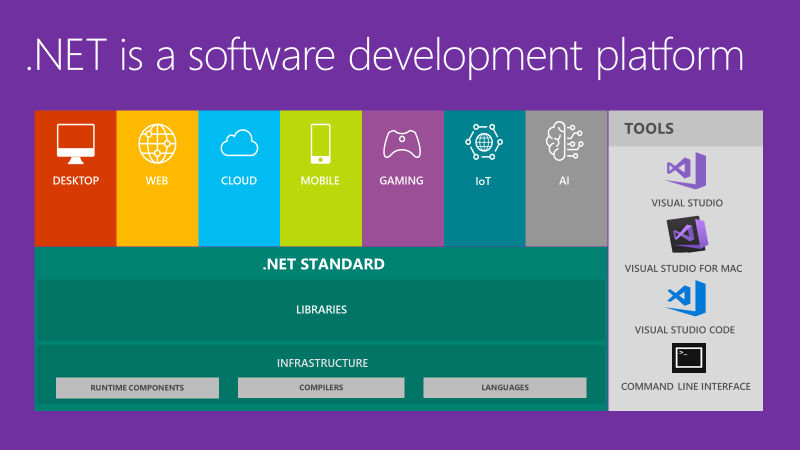 .NET is a software development platform
DESKTOP
WEB
CLOUD
MOBILE
GAMING
IoT
AI
.NET STANDARD
LIBRARIES
INFRASTRUCTURE
RUNTIME COMPONENTS
COMPILERS
LANGUAGES
TOOLS
VISUAL STUDIO
VISUAL STUDIO FOR MAC
VISUAL STUDIO CODE
>_
COMMAND LINE INTERFACE